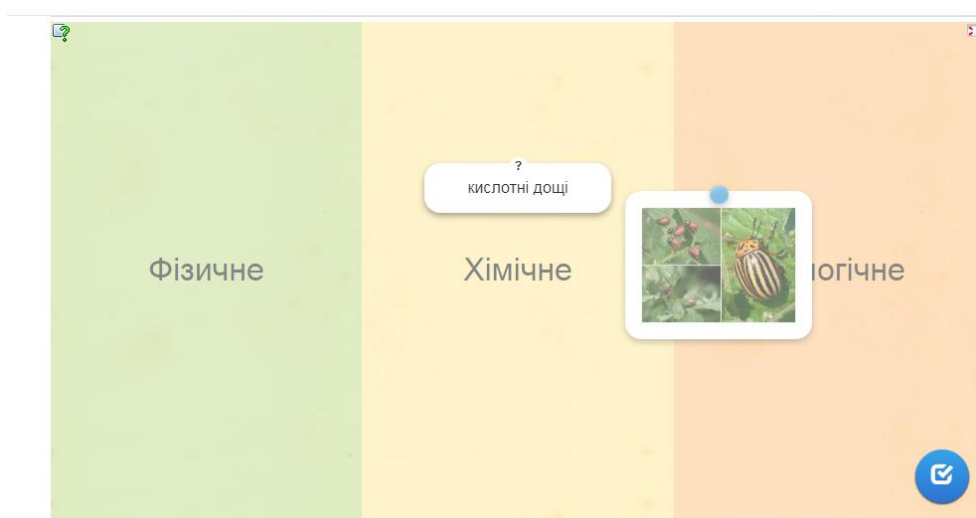 ?
кислотні дощі
Фізичне
Хімічне
огічне